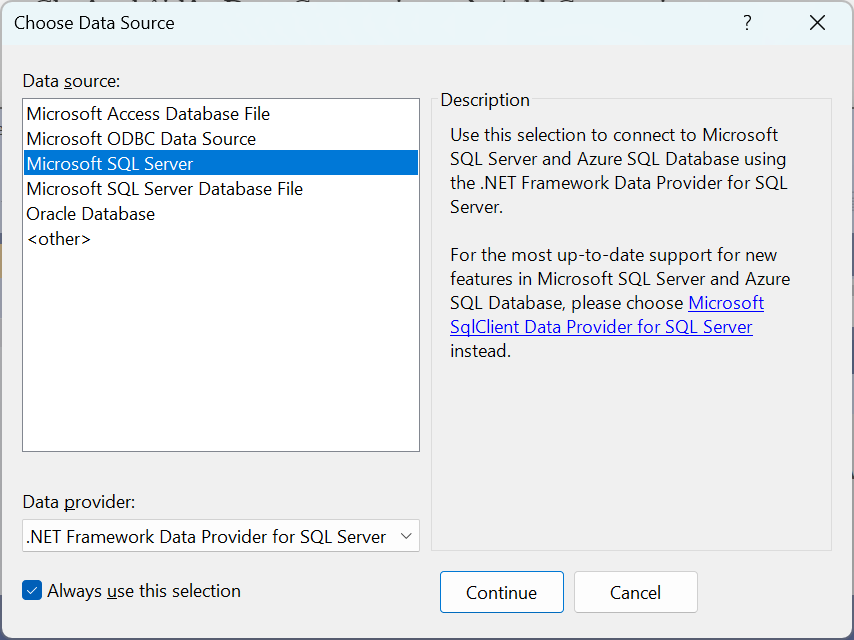 Choose Data Source
?
Data source:
Microsoft Access Database File
Microsoft ODBC Data Source
Microsoft SQL Server
Microsoft SQL Server Database File
Oracle Database
<other>
Description
Use this selection to connect to Microsoft
SQL Server and Azure SQL Database using
the .NET Framework Data Provider for SQL
Server.
For the most up-to-date support for new
features in Microsoft SQL Server and Azure
SQL Database, please choose Microsoft
SqlClient Data Provider for SQL Server
instead.
Data provider:
.NET Framework Data Provider for SQL Server
Always use this selection
Continue
Cancel